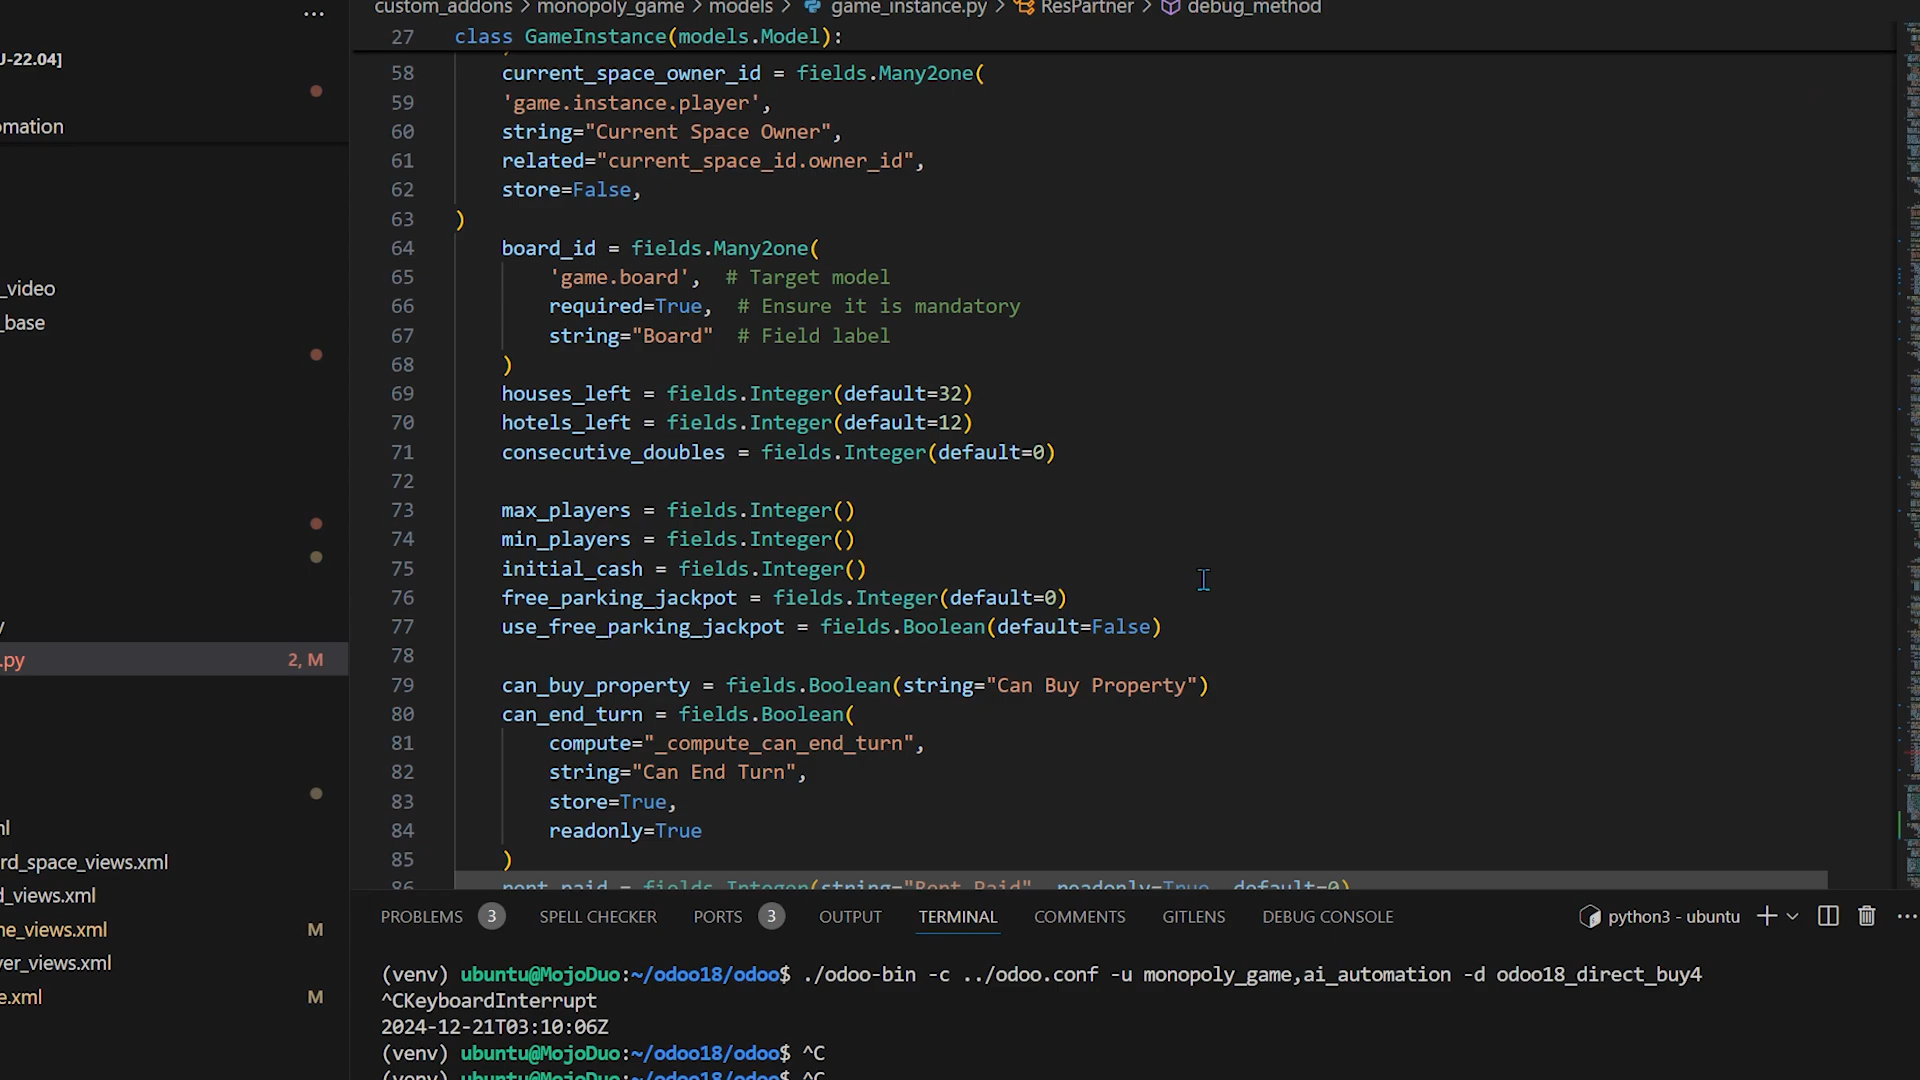 custom_addons > monopoly_game > models > game_instance.py > ResPartner > debug_method
27 class GameInstance(models.Model):
58 current_space_owner_id = fields.Many2one(
59 'game.instance.player',
60 string="Current Space Owner",
61 related="current_space_id.owner_id",
62 store=False,
63 )
64 board_id = fields.Many2one(
65 'game.board', # Target model
66 required=True, # Ensure it is mandatory
67 string="Board" # Field label
68 )
69 houses_left = fields.Integer(default=32)
70 hotels_left = fields.Integer(default=12)
71 consecutive_doubles = fields.Integer(default=0)
72
73 max_players = fields.Integer()
74 min_players = fields.Integer()
75 initial_cash = fields.Integer()
76 free_parking_jackpot = fields.Integer(default=0)
77 use_free_parking_jackpot = fields.Boolean(default=False)
78
79 can_buy_property = fields.Boolean(string="Can Buy Property")
80 can_end_turn = fields.Boolean(
81 compute="_compute_can_end_turn",
82 string="Can End Turn",
83 store=True,
84 readonly=True
85 )
86 rent_paid = fields.Integer(string="Rent Paid", readonly=True, default=0)
J-22.04]
omation
_video
_base
y
.py 2, M
ml
rd_space_views.xml
d_views.xml
ne_views.xml M
yer_views.xml
e.xml M
PROBLEMS 3 SPELL CHECKER PORTS 3 OUTPUT TERMINAL COMMENTS GITLENS DEBUG CONSOLE python3 - ubuntu
(venv) ubuntu@MojoDuo:~/odoo18/odoo$ ./odoo-bin -c ../odoo.conf -u monopoly_game,ai_automation -d odoo18_direct_buy4
^CKeyboardInterrupt
2024-12-21T03:10:06Z
(venv) ubuntu@MojoDuo:~/odoo18/odoo$ ^C
(venv) ubuntu@MojoDuo:~/odoo18/odoo$ ^C